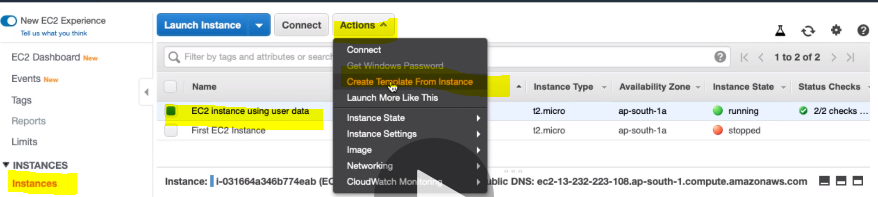 New EC2 Experience
Tell us what you think
EC2 Dashboard New
Events New
Tags
Reports
Limits
INSTANCES
Instances
Launch Instance Connect Actions
Filter by tags and attributes or search
1 to 2 of 2
Connect
Get Windows Password
Create Template From Instance
Launch More Like This
Instance State
Instance Settings
Image
Networking
CloudWatch Monitoring
Name Instance Type Availability Zone Instance State Status Checks
EC2 instance using user data t2.micro ap-south-1a running 2/2 checks ...
First EC2 Instance t2.micro ap-south-1a stopped
Instance: i-031664a346b774eab (EC ublic DNS: ec2-13-232-223-108.ap-south-1.compute.amazonaws.com